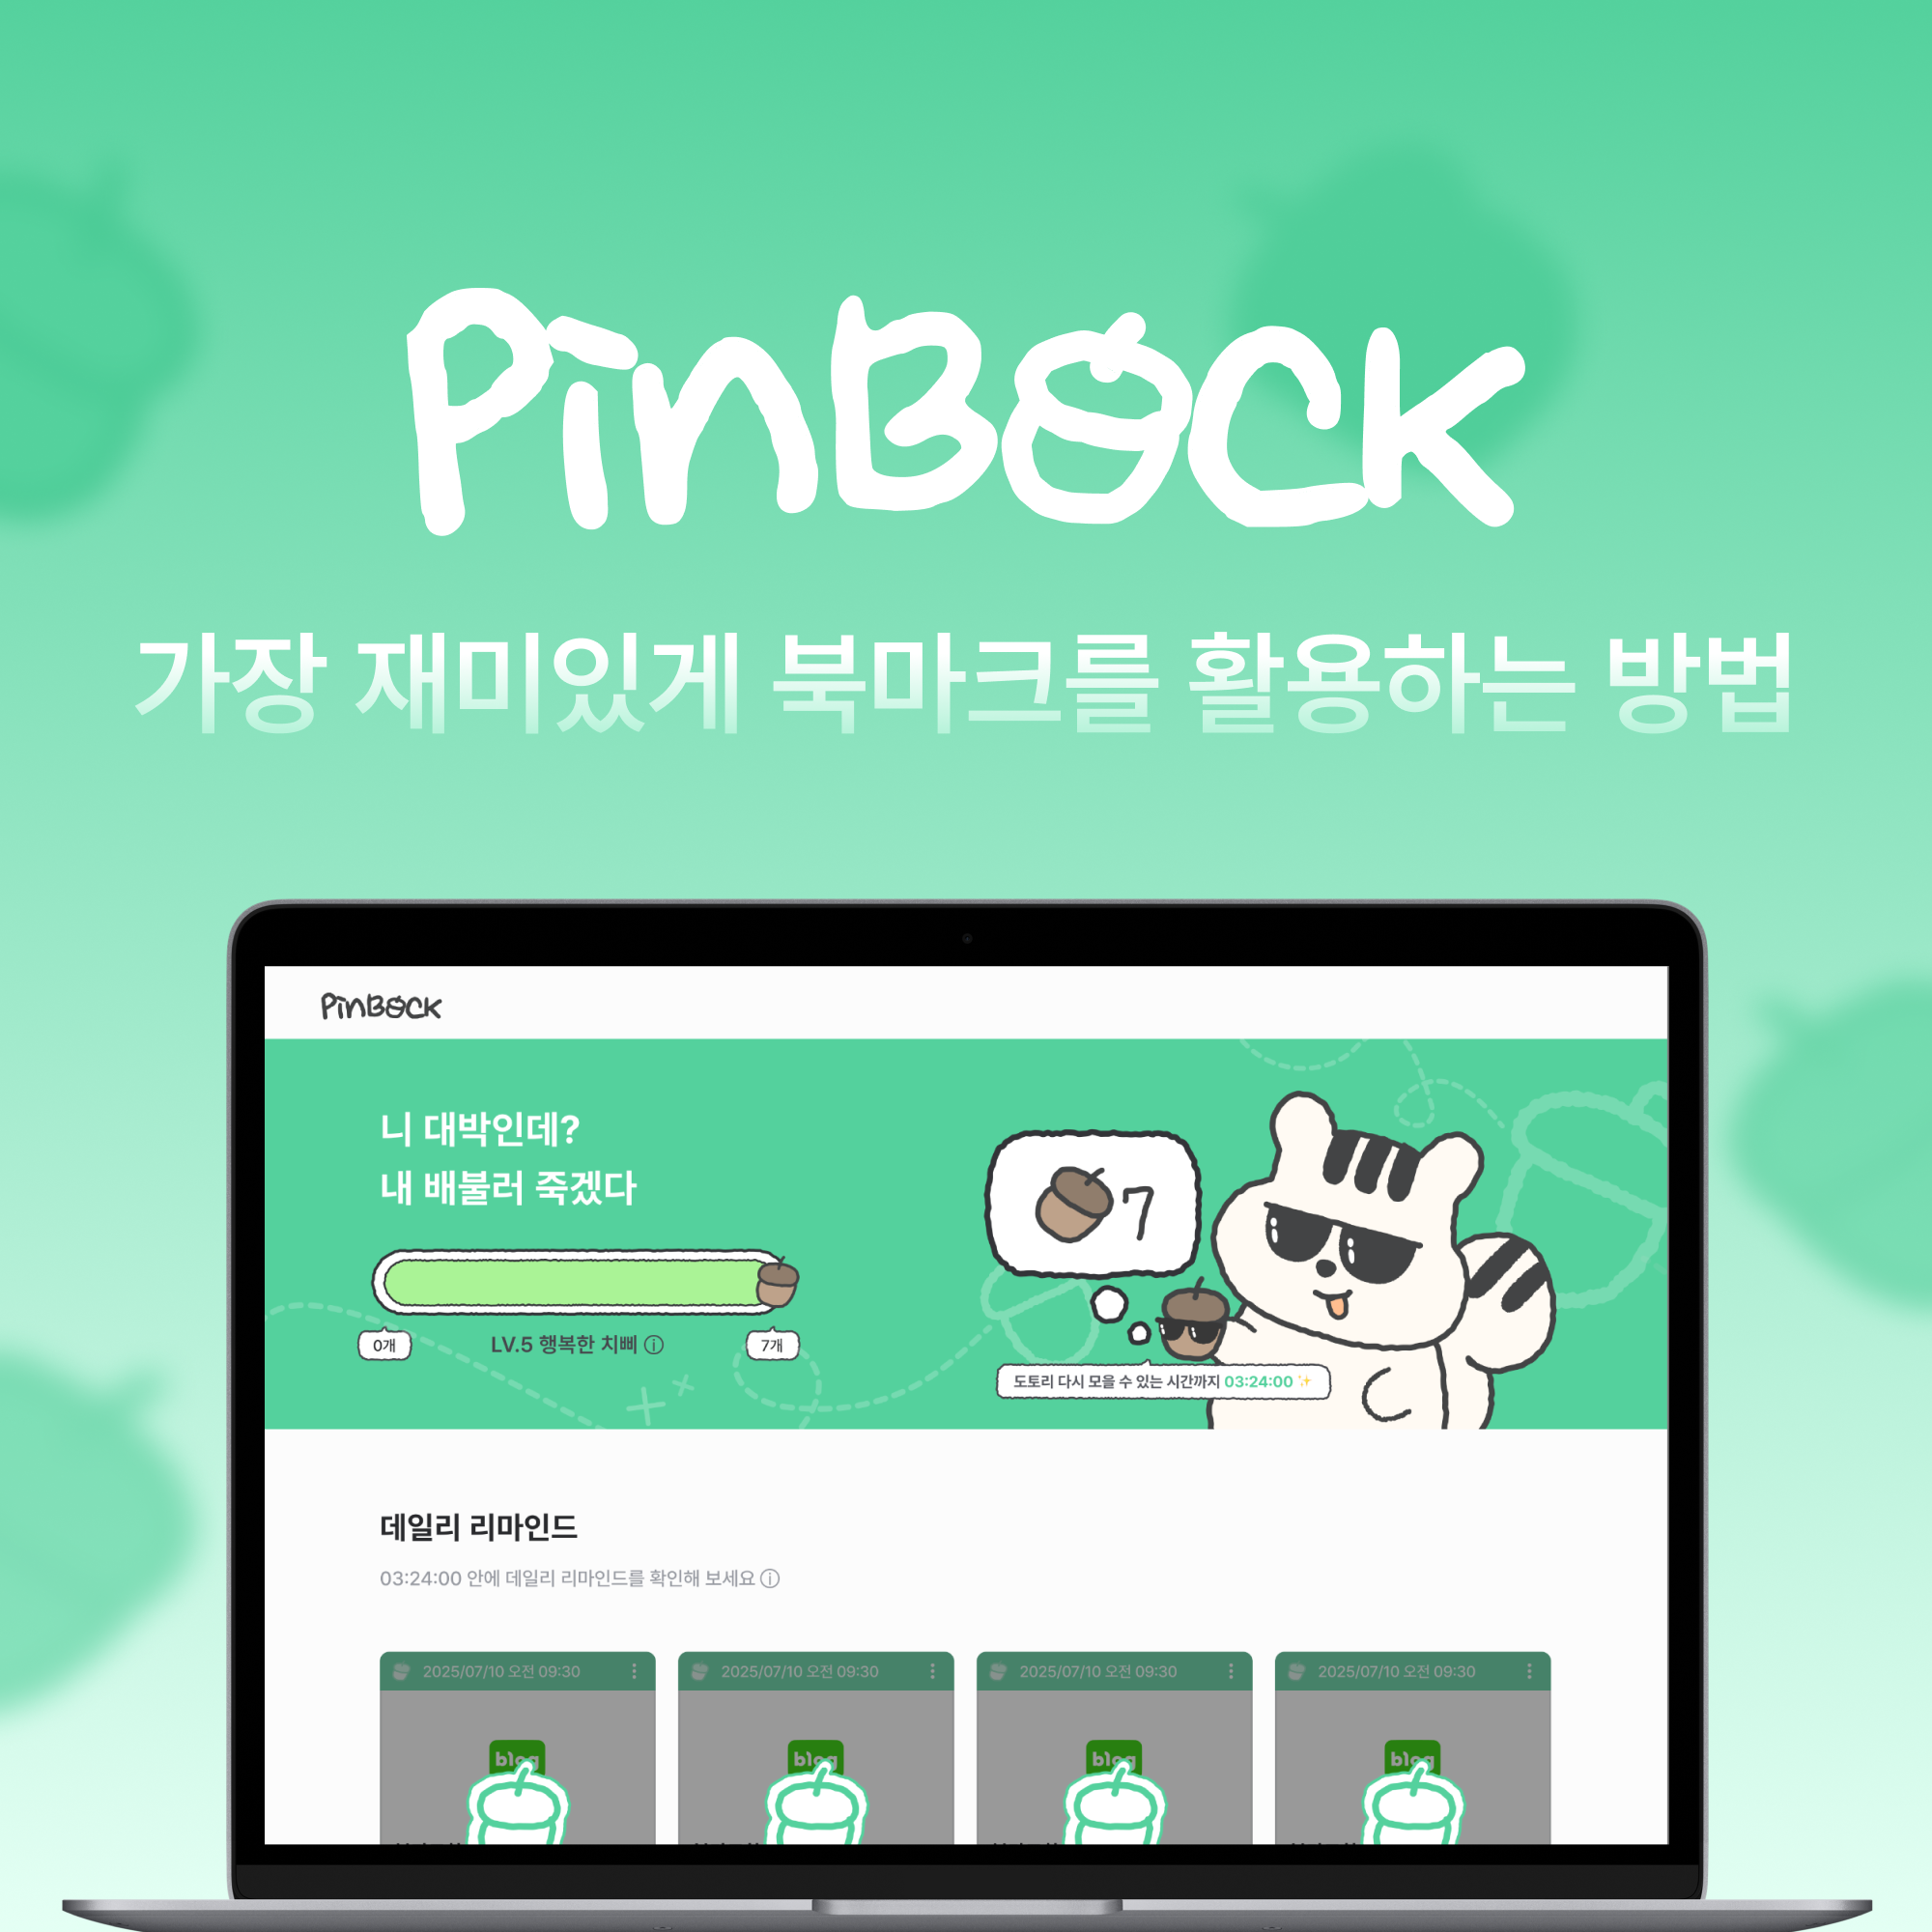 PinBack
가장 재미있게 북마크를 활용하는 방법
PinBack
니 대박인데?
내 배불러 죽겠다
7
0개
LV.5 행복한 치삐 ⓘ
7개
도토리 다시 모을 수 있는 시간까지 03:24:00 ✨
데일리 리마인드
03:24:00 안에 데일리 리마인드를 확인해 보세요 ⓘ
2025/07/10 오전 09:30
2025/07/10 오전 09:30
2025/07/10 오전 09:30
2025/07/10 오전 09:30
blog
blog
blog
blog